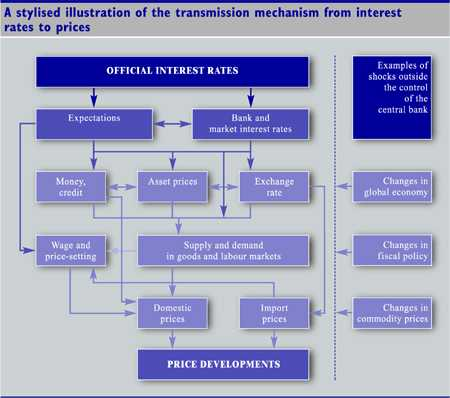 A stylised illustration of the transmission mechanism from interest
rates to prices
OFFICIAL INTEREST RATES
Examples of
shocks outside
the control
of the
central bank
Expectations
Bank and
market interest rates
Money,
credit
Asset prices
Exchange
rate
Changes in
global economy
Wage and
price-setting
Supply and demand
in goods and labour markets
Changes in
fiscal policy
Domestic
prices
Import
prices
Changes in
commodity prices
PRICE DEVELOPMENTS